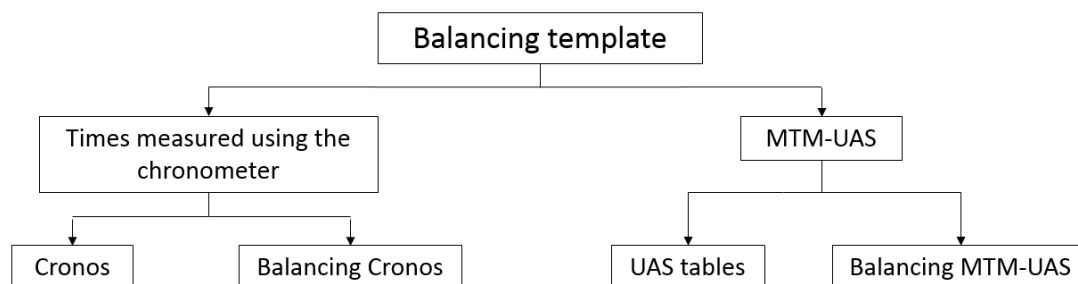 Balancing template
Times measured using the
chronometer
MTM-UAS
Cronos
Balancing Cronos
UAS tables
Balancing MTM-UAS